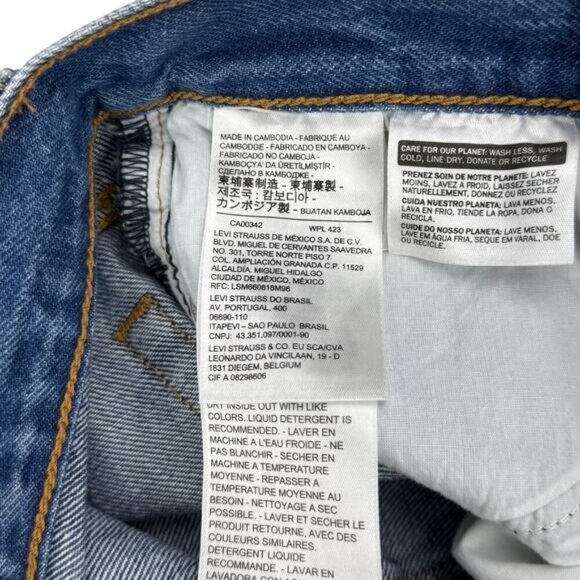 MADE IN CAMBODIA - FABRIQUE AU
CAMBODGE - FABRICADO EN CAMBOYA -
FABRICADO NO CAMBOJA -
KAMBOÇYA' DA ÜRETİLMİŞTİR -
СДЕЛАНО В КАМБОДЖЕ -
柬埔寨制造 - 柬埔寨製 -
제조국 : 캄보디아 -
カンボジア製 - BUATAN KAMBOJA
CA00342 WPL 423
LEVI STRAUSS DE MÉXICO S.A. DE C.V.
BLVD. MIGUEL DE CERVANTES SAAVEDRA
NO. 301, TORRE NORTE PISO 7
COL. AMPLIACIÓN GRANADA C.P. 11529
ALCALDÍA. MIGUEL HIDALGO
CIUDAD DE MÉXICO, MÉXICO
RFC: LSM660818M98
LEVI STRAUSS DO BRASIL
AV. PORTUGAL, 400
06690-110
ITAPEVI - SAO PAULO BRASIL
CNPJ: 43.351.097/0001-90
LEVI STRAUSS & CO. EU SCA/CVA
LEONARDO DA VINCILAAN, 19 - D
1831 DIEGEM, BELGIUM
CIF A 08298606
DRY INSIDE OUT WITH LIKE
COLORS. LIQUID DETERGENT IS
RECOMMENDED. - LAVER EN
MACHINE A L'EAU FROIDE - NE
PAS BLANCHIR - SECHER EN
MACHINE A TEMPERATURE
MOYENNE - REPASSER A
TEMPERATURE MOYENNE AU
BESOIN - NETTOYAGE A SEC
POSSIBLE. - LAVER ET SECHER LE
PRODUIT RETOURNE, AVEC DES
COULEURS SIMILAIRES.
DETERGENT LIQUIDE
RECOMMANDE. - LAVAR EN
LAVADORA CON
CARE FOR OUR PLANET: WASH LESS, WASH
COLD, LINE DRY, DONATE OR RECYCLE
PRENEZ SOIN DE NOTRE PLANETE: LAVEZ
MOINS, LAVEZ A FROID, LAISSEZ SECHER
NATURELLEMENT, DONNEZ OU RECYCLEZ.
CUIDA NUESTRO PLANETA: LAVA MENOS,
LAVA EN FRIO, TIENDE LA ROPA, DONA O
RECICLA.
CUIDE DO NOSSO PLANETA: LAVE MENOS,
LAVE EM ÁGUA FRIA, SEQUE EM VARAL, DOE
OU RECICLE.